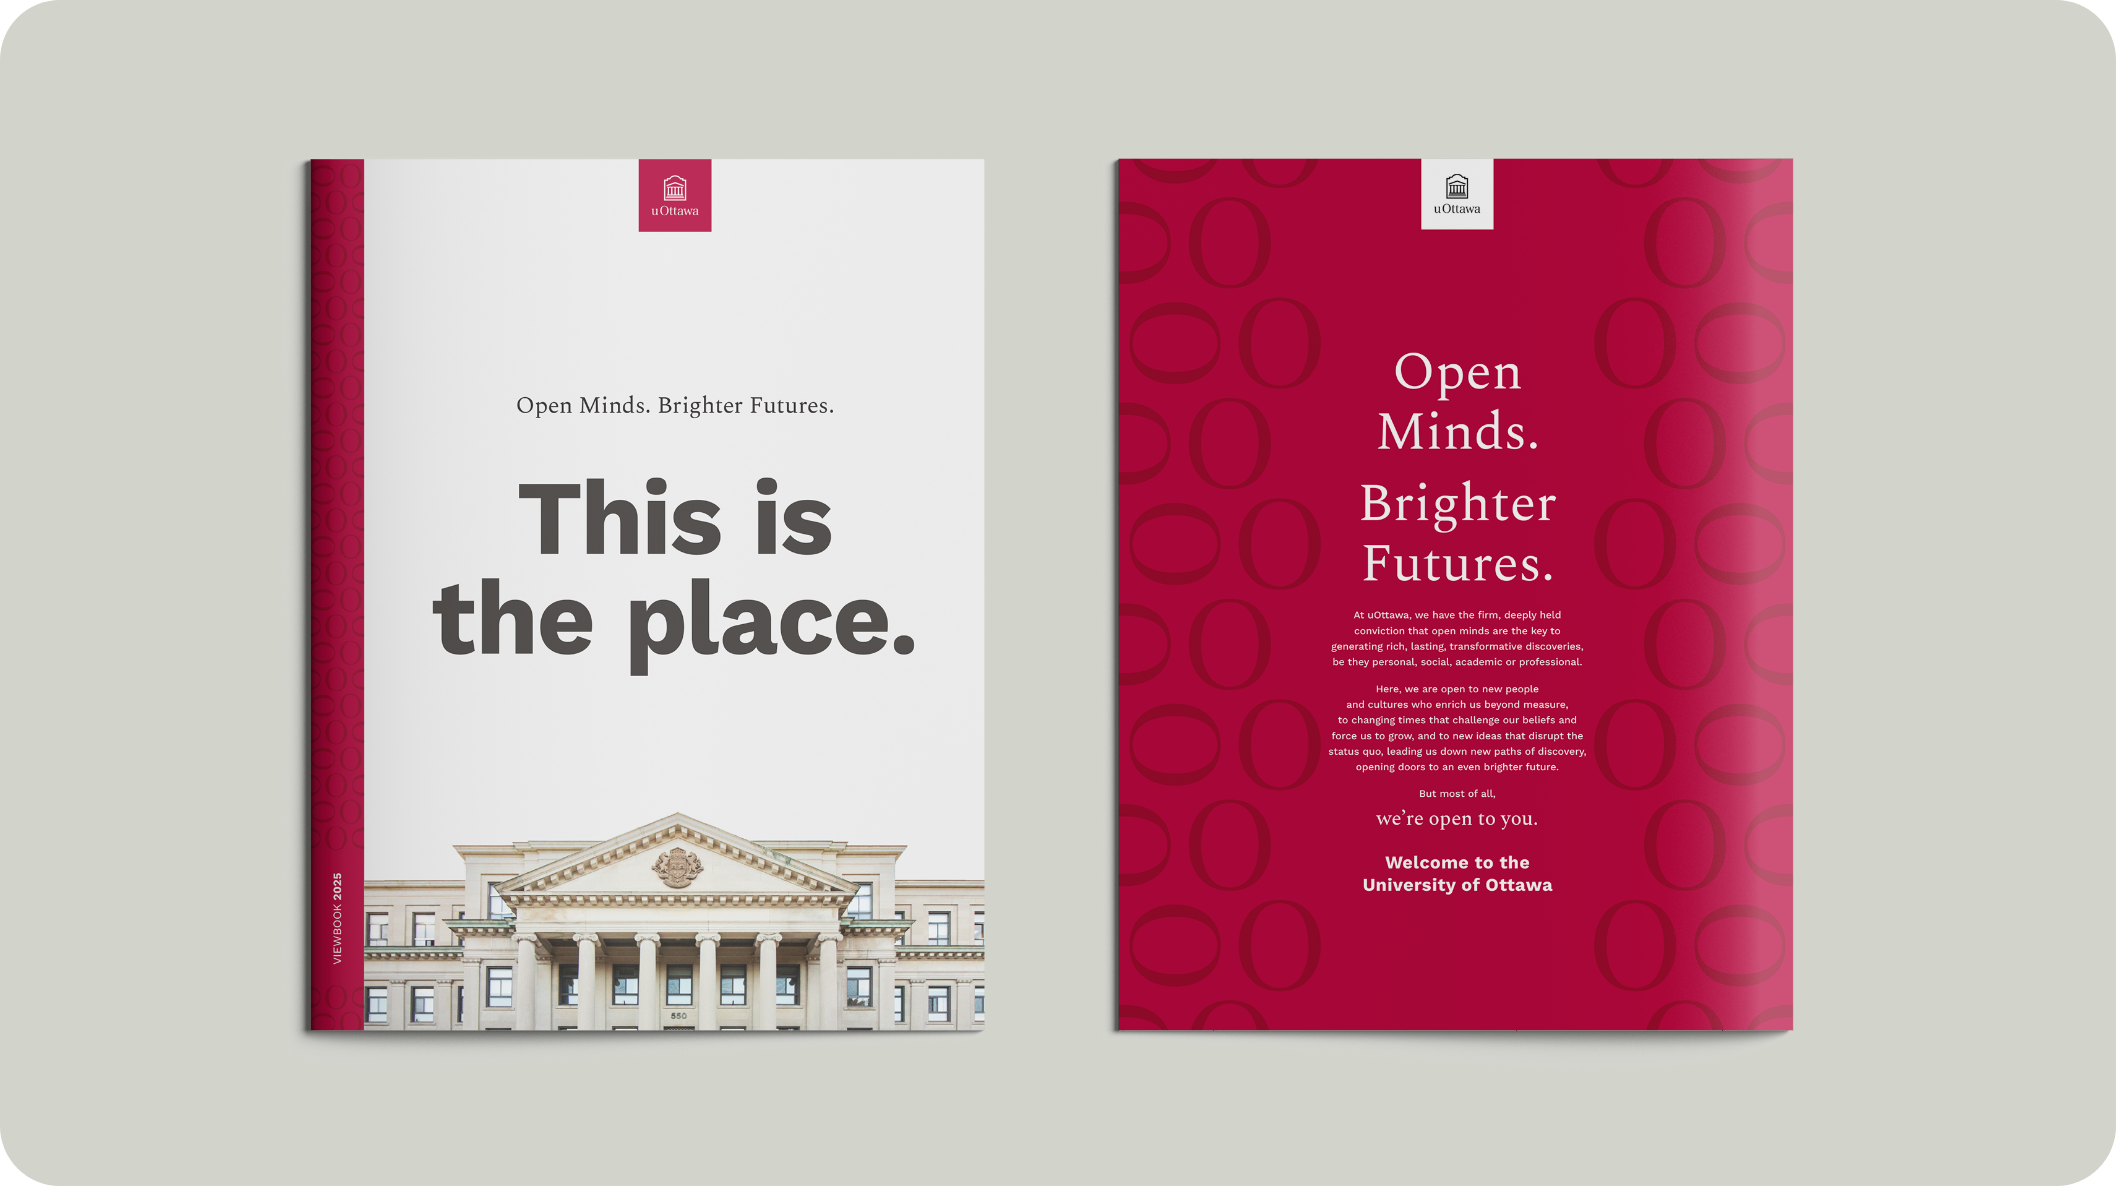 uOttawa
Open Minds. Brighter Futures.
This is
the place.
550
VIEWBOOK 2025
uOttawa
Open
Minds.
Brighter
Futures.
At uOttawa, we have the firm, deeply held
conviction that open minds are the key to
generating rich, lasting, transformative discoveries,
be they personal, social, academic or professional.
Here, we are open to new people
and cultures who enrich us beyond measure,
to changing times that challenge our beliefs and
force us to grow, and to new ideas that disrupt the
status quo, leading us down new paths of discovery,
opening doors to an even brighter future.
But most of all,
we’re open to you.
Welcome to the
University of Ottawa